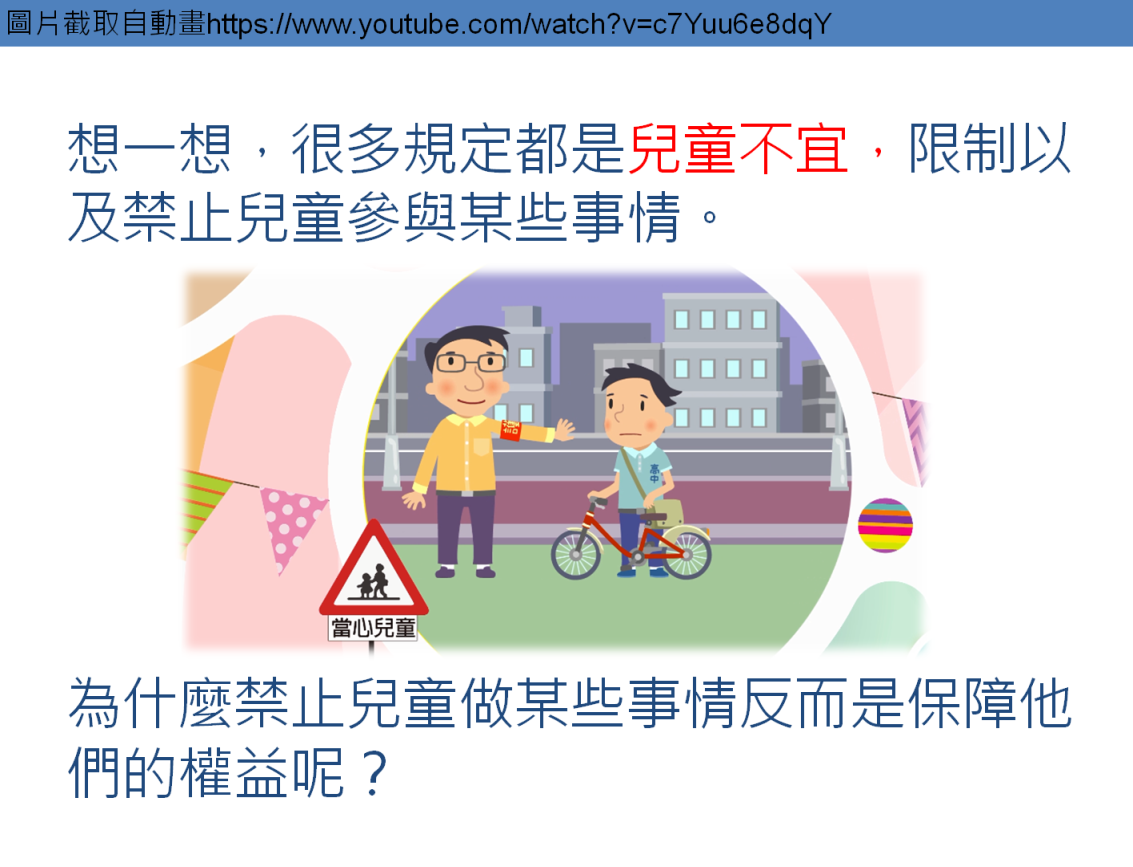 圖片截取自動畫https://www.youtube.com/watch?v=c7Yuu6e8dqY
想一想，很多規定都是兒童不宜，限制以
及禁止兒童參與某些事情。
高中
當心兒童
為什麼禁止兒童做某些事情反而是保障他
們的權益呢？